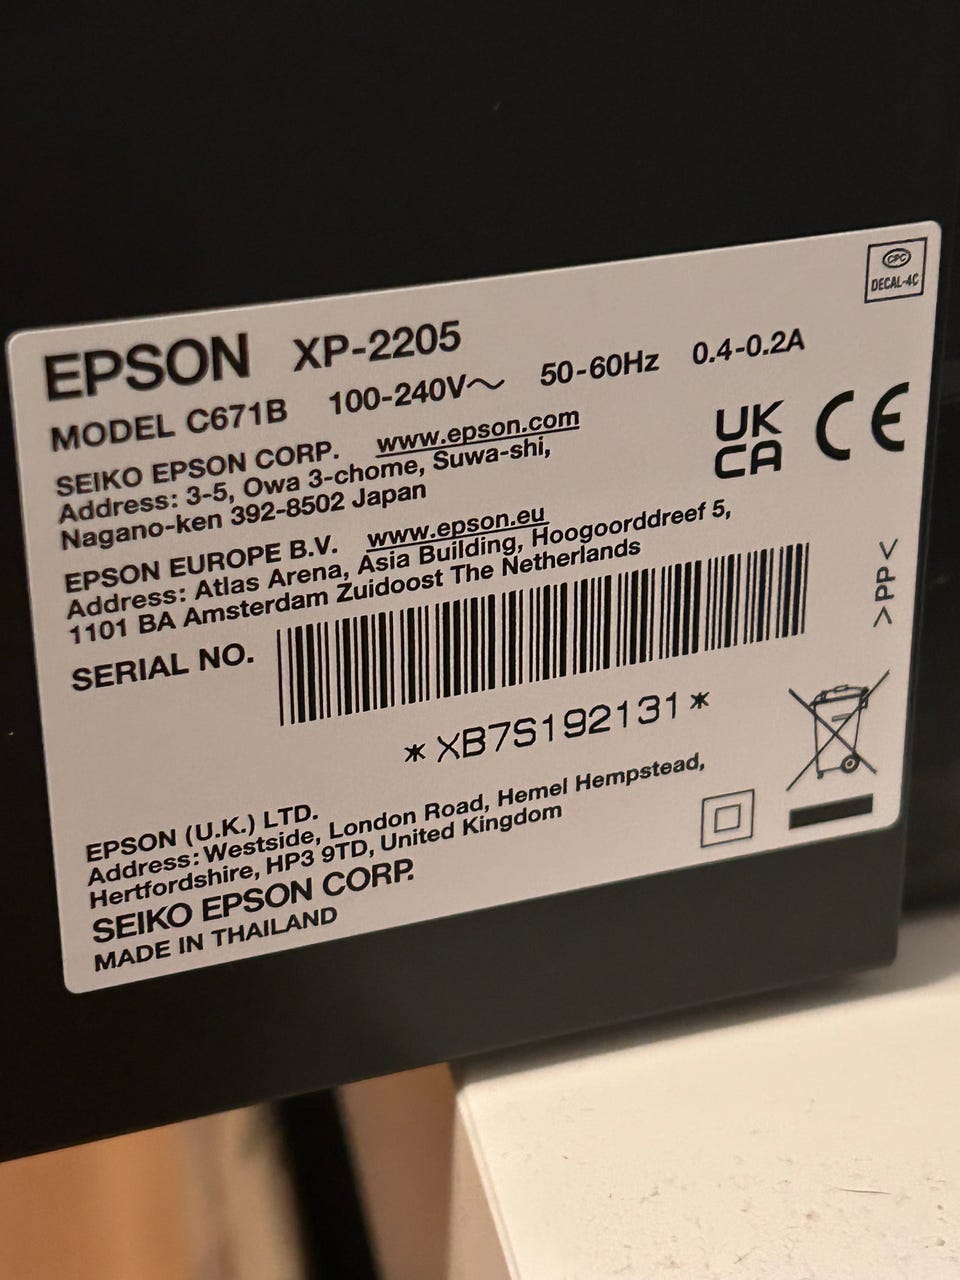 CPC
DECAL-4C
EPSON XP-2205
MODEL C671B 100-240V~ 50-60Hz 0.4-0.2A
SEIKO EPSON CORP. www.epson.com
Address: 3-5, Owa 3-chome, Suwa-shi,
Nagano-ken 392-8502 Japan
UK
CA
CE
EPSON EUROPE B.V. www.epson.eu
Address: Atlas Arena, Asia Building, Hoogoorddreef 5,
1101 BA Amsterdam Zuidoost The Netherlands
>PP<
SERIAL NO.
*XB7S192131*
EPSON (U.K.) LTD.
Address: Westside, London Road, Hemel Hempstead,
Hertfordshire, HP3 9TD, United Kingdom
SEIKO EPSON CORP.
MADE IN THAILAND